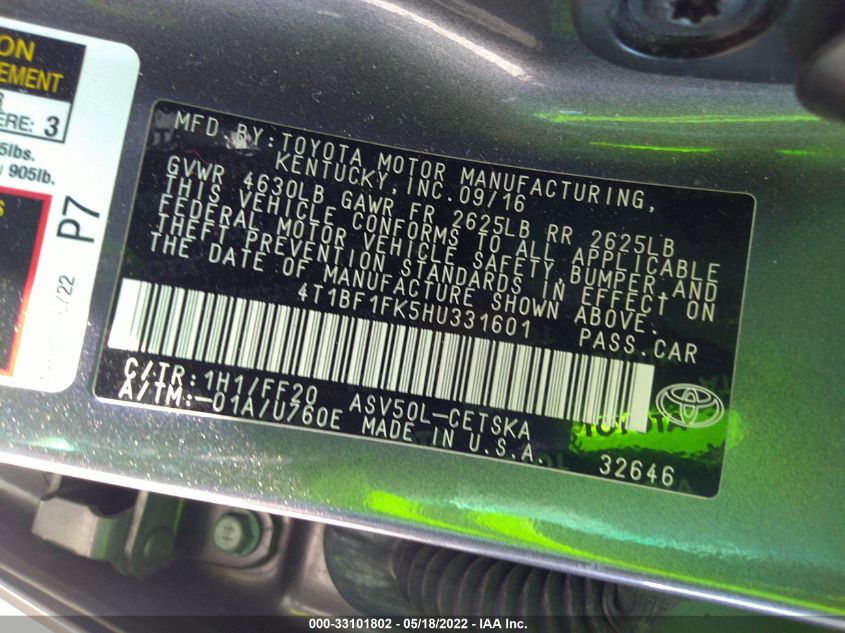 ON
EMENT
ERE: 3
5lbs.
905lb.
P7
/22
MFD. BY: TOYOTA MOTOR MANUFACTURING,
KENTUCKY, INC. 09/16
GVWR 4630LB GAWR FR 2625LB RR 2625LB
THIS VEHICLE CONFORMS TO ALL APPLICABLE
FEDERAL MOTOR VEHICLE SAFETY, BUMPER, AND
THEFT PREVENTION STANDARDS IN EFFECT ON
THE DATE OF MANUFACTURE SHOWN ABOVE.
4T1BF1FK5HU331601 PASS.CAR
C/TR: 1H1/FF20 ASV50L-CETSKA
A/TM:-01A/U760E MADE IN U.S.A.
32646
000-33101802 - 05/18/2022 - IAA Inc.